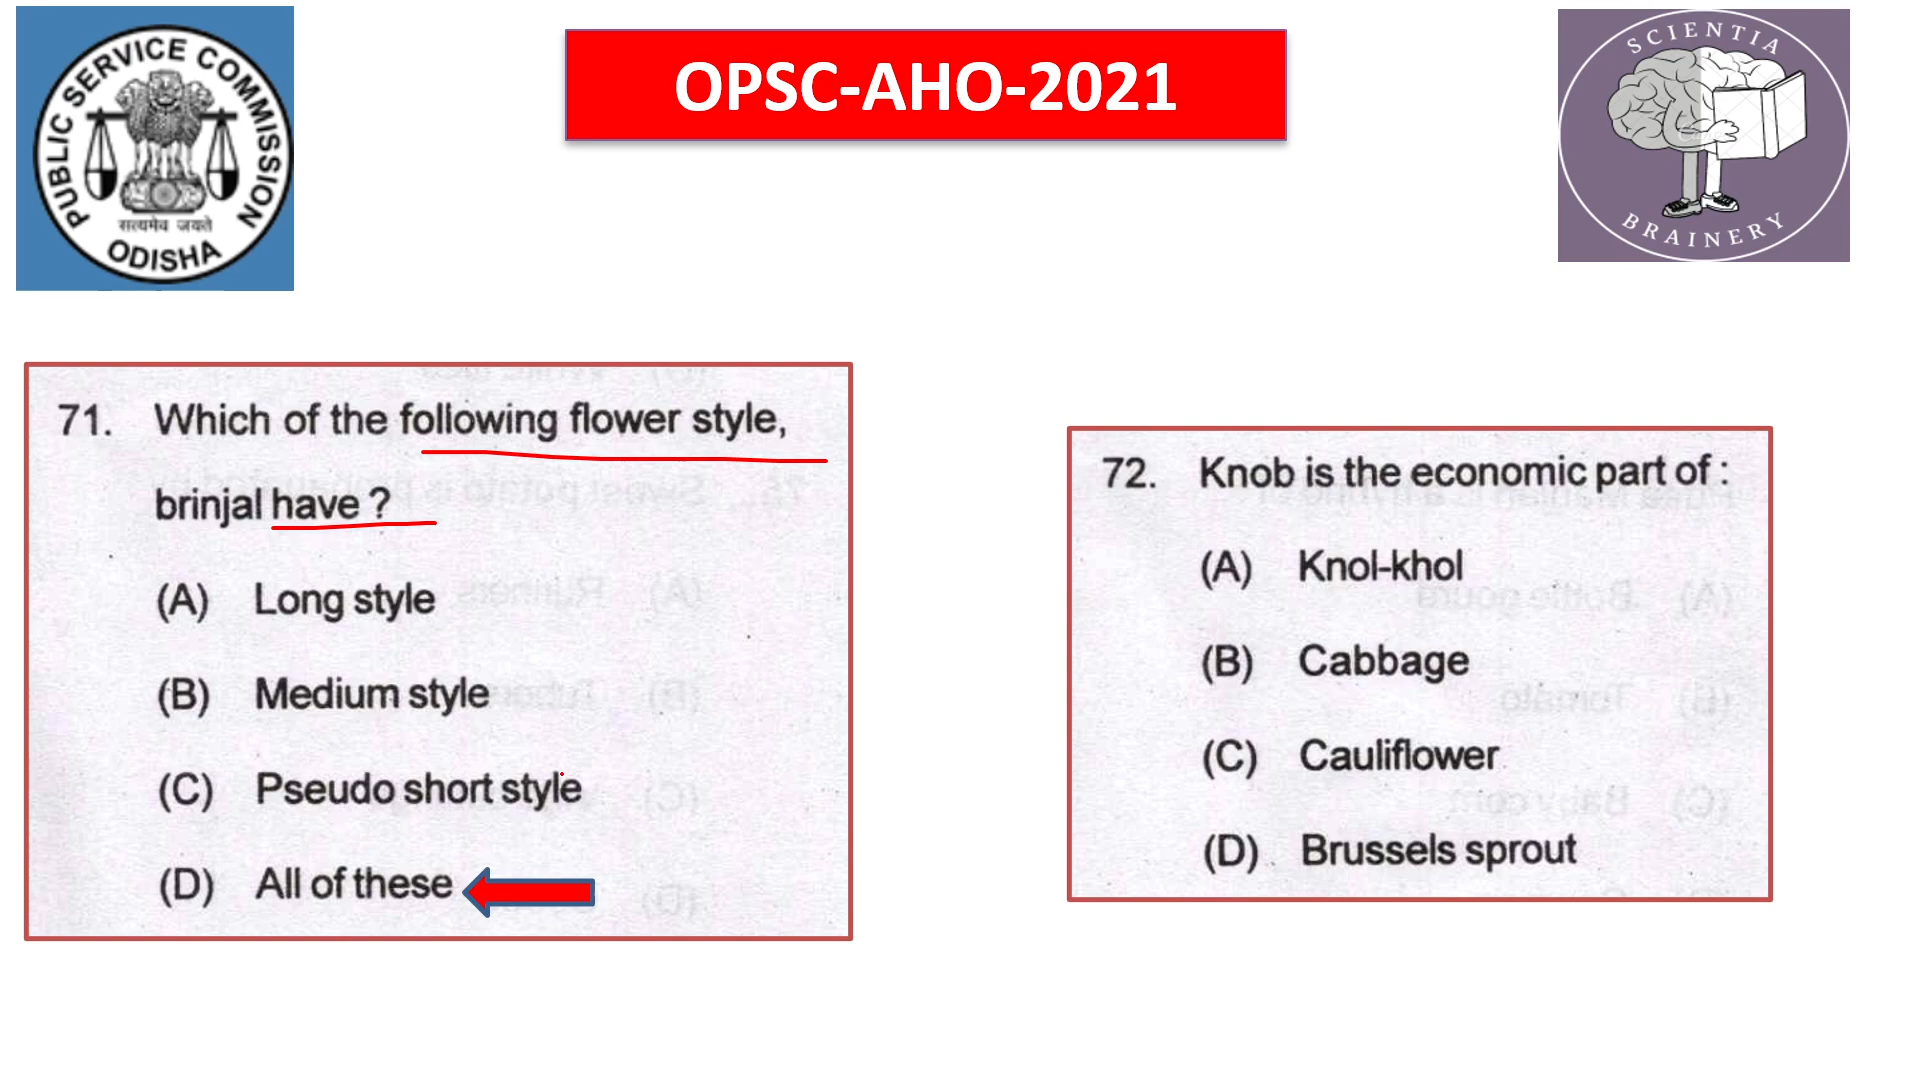 PUBLIC SERVICE COMMISSION
सत्यमेव जयते
ODISHA
OPSC-AHO-2021
SCIENTIA
BRAINERY
71. Which of the following flower style,
brinjal have ?
(A) Long style
(B) Medium style
(C) Pseudo short style
(D) All of these
72. Knob is the economic part of :
(A) Knol-khol
(B) Cabbage
(C) Cauliflower
(D) Brussels sprout